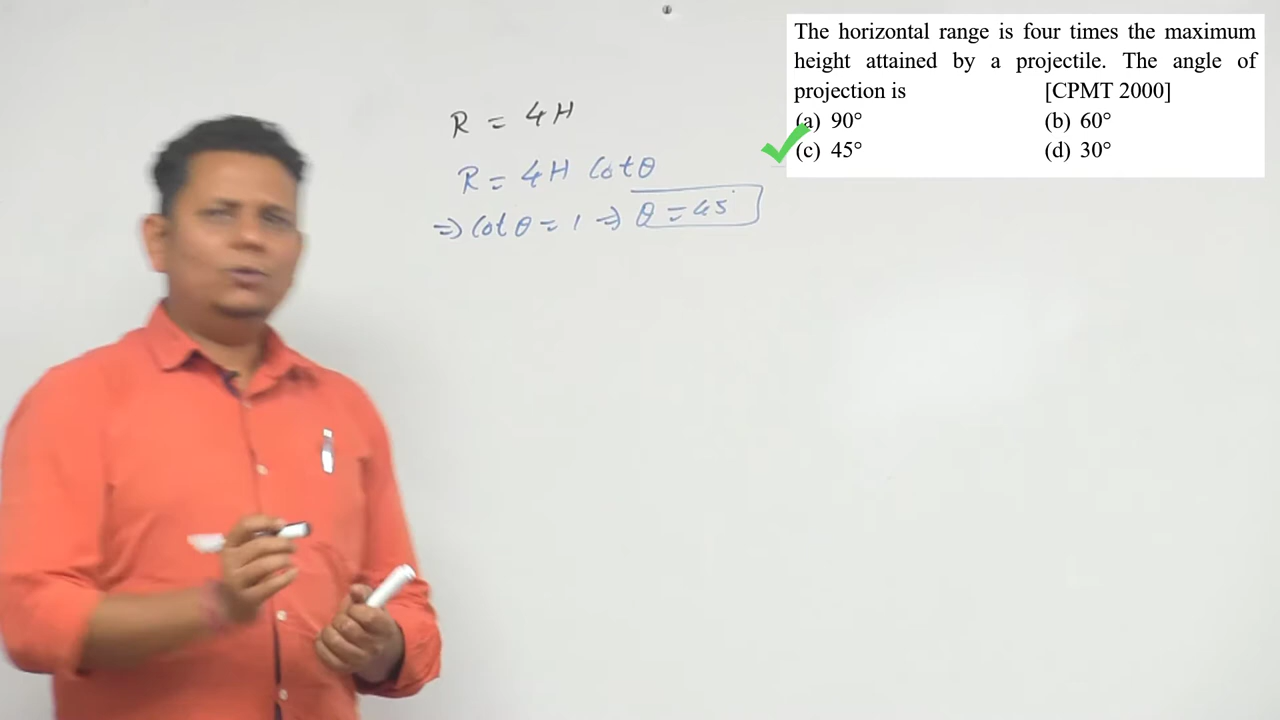 The horizontal range is four times the maximum
height attained by a projectile. The angle of
projection is [CPMT 2000]
(a) 90° (b) 60°
(c) 45° (d) 30°
R = 4H
R = 4H Cotθ
⇒ Cotθ = 1 ⇒ θ = 45°